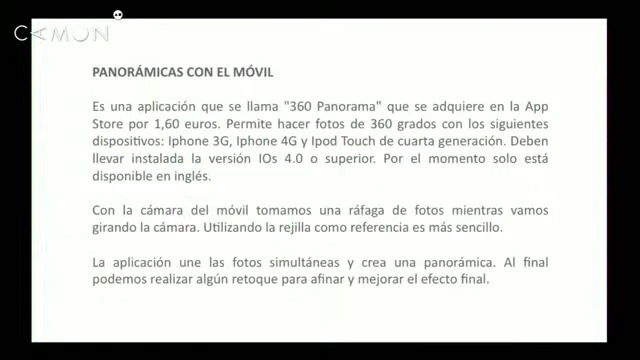 CAMON
PANORÁMICAS CON EL MÓVIL
Es una aplicación que se llama "360 Panorama" que se adquiere en la App
Store por 1,60 euros. Permite hacer fotos de 360 grados con los siguientes
dispositivos: Iphone 3G, Iphone 4G y Ipod Touch de cuarta generación. Deben
llevar instalada la versión IOs 4.0 o superior. Por el momento solo está
disponible en inglés.
Con la cámara del móvil tomamos una ráfaga de fotos mientras vamos
girando la cámara. Utilizando la rejilla como referencia es más sencillo.
La aplicación une las fotos simultáneas y crea una panorámica. Al final
podemos realizar algún retoque para afinar y mejorar el efecto final.